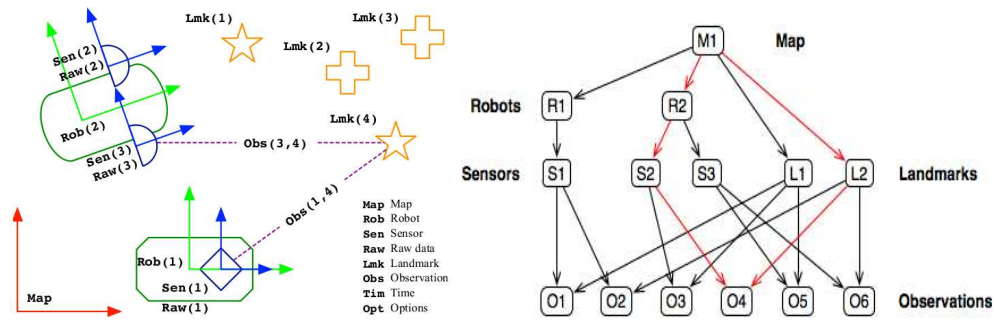 Lmk(1)
Lmk(3)
Lmk(2)
Sen(2)
Raw(2)
Rob(2)
Lmk(4)
Sen(3)
Raw(3)
Obs(3,4)
Obs(1,4)
Map Map
Rob Robot
Sen Sensor
Raw Raw data
Lmk Landmark
Obs Observation
Tim Time
Opt Options
Rob(1)
Sen(1)
Raw(1)
Map
M1 Map
Robots R1 R2
Sensors S1 S2 S3 L1 L2 Landmarks
O1 O2 O3 O4 O5 O6 Observations